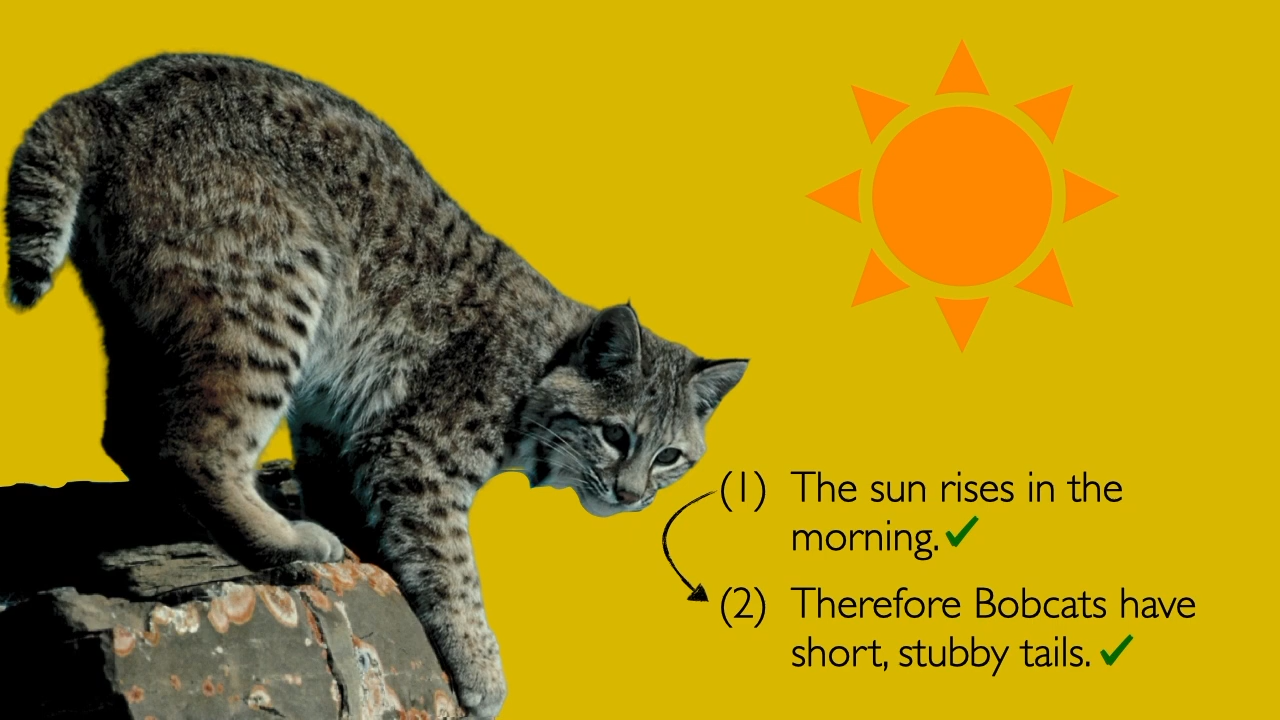 (1) The sun rises in the
morning.✓
(2) Therefore Bobcats have
short, stubby tails.✓